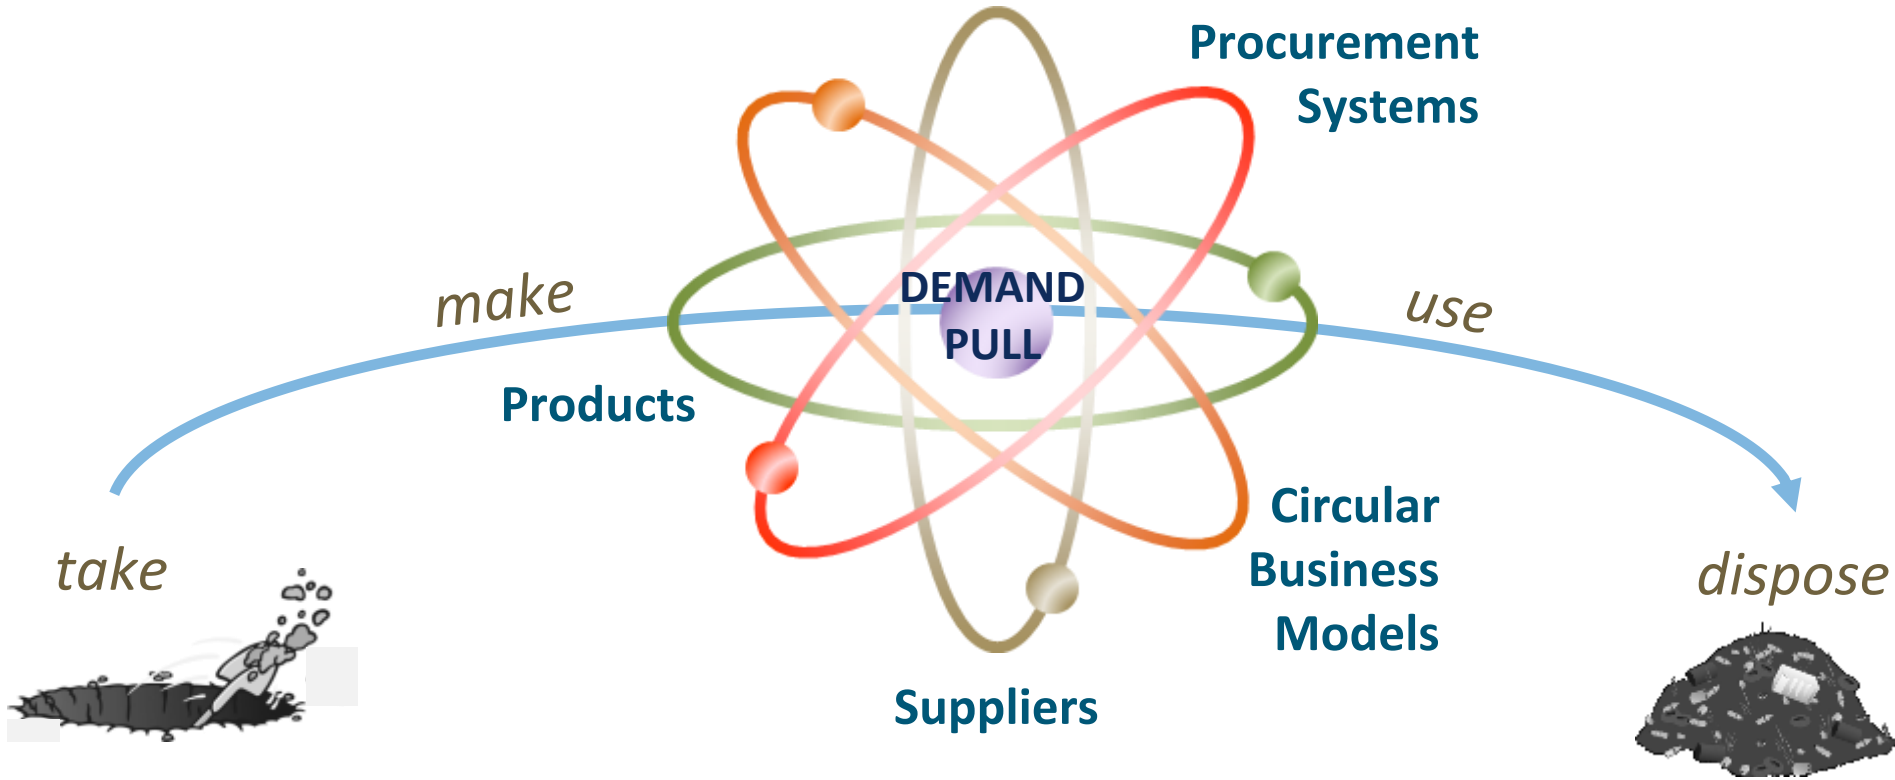 Procurement
Systems
make
DEMAND
PULL
use
Products
Circular
Business
Models
take
dispose
Suppliers